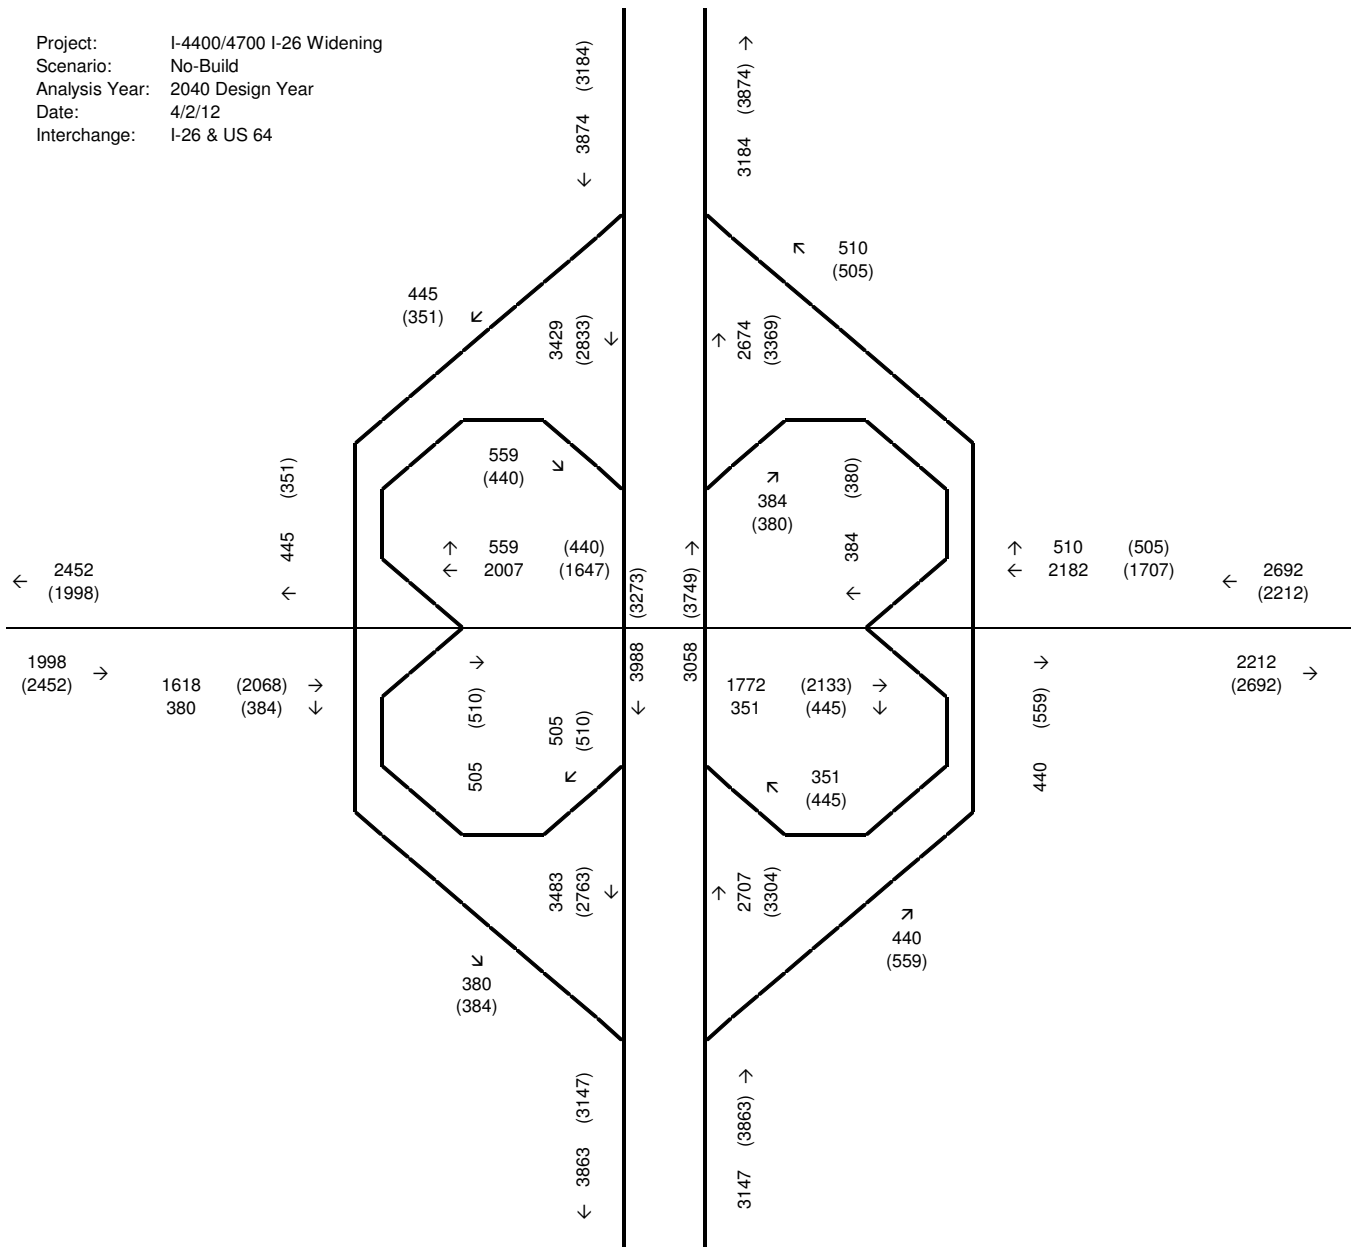 Project: I-4400/4700 I-26 Widening
Scenario: No-Build
Analysis Year: 2040 Design Year
Date: 4/2/12
Interchange: I-26 & US 64
← 3874 (3184)
3184 (3874) →
↖ 510
(505)
445
(351) ↙
3429
(2833)
↓
↑
2674
(3369)
559
(440) ↘
↗
384
(380)
← 445 (351)
← 384 (380)
← 2452
(1998)
↑ 559 (440)
← 2007 (1647)
↑ 510 (505)
← 2182 (1707)
← 2692
(2212)
← 3988 (3273)
3058 (3749) →
1998
(2452) →
1618 (2068) →
380 (384) ↓
505 (510) →
505
(510)
↙
1772 (2133) →
351 (445) ↓
440 (559) →
2212
(2692) →
↖ 351
(445)
3483
(2763)
↓
↑
2707
(3304)
↗
440
(559)
↘
380
(384)
← 3863 (3147)
3147 (3863) →